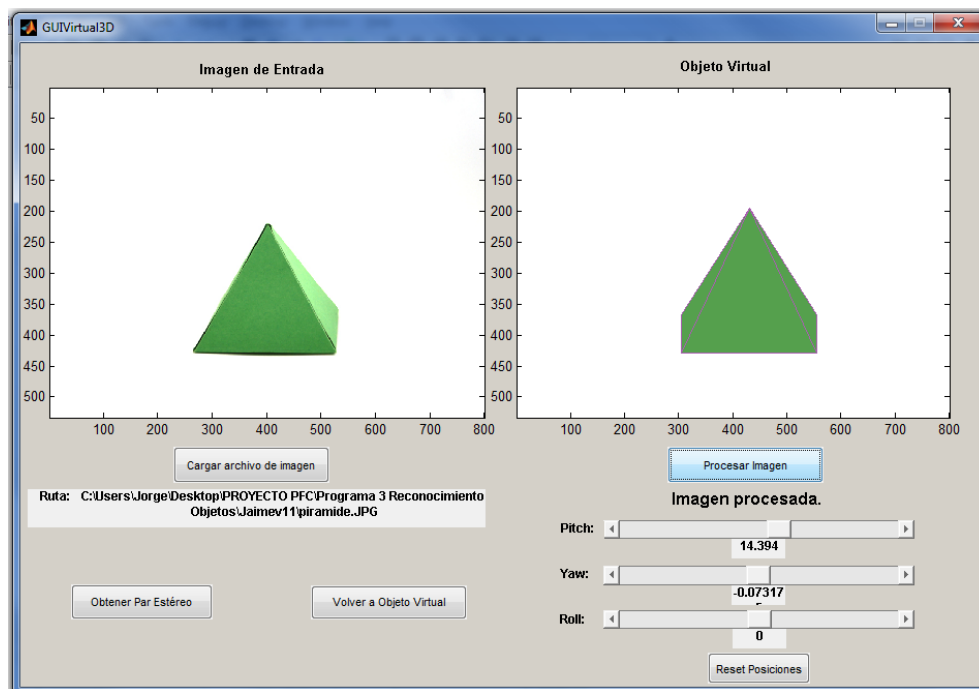 GUIVirtual3D
Imagen de Entrada
Objeto Virtual
50
100
150
200
250
300
350
400
450
500
100 200 300 400 500 600 700 800
50
100
150
200
250
300
350
400
450
500
100 200 300 400 500 600 700 800
Cargar archivo de imagen
Procesar Imagen
Ruta: C:\Users\Jorge\Desktop\PROYECTO PFC\Programa 3 Reconocimiento
Objetos\Jaimev11\piramide.JPG
Imagen procesada.
Pitch:
14.394
Yaw:
-0.07317
Roll:
0
Obtener Par Estéreo
Volver a Objeto Virtual
Reset Posiciones